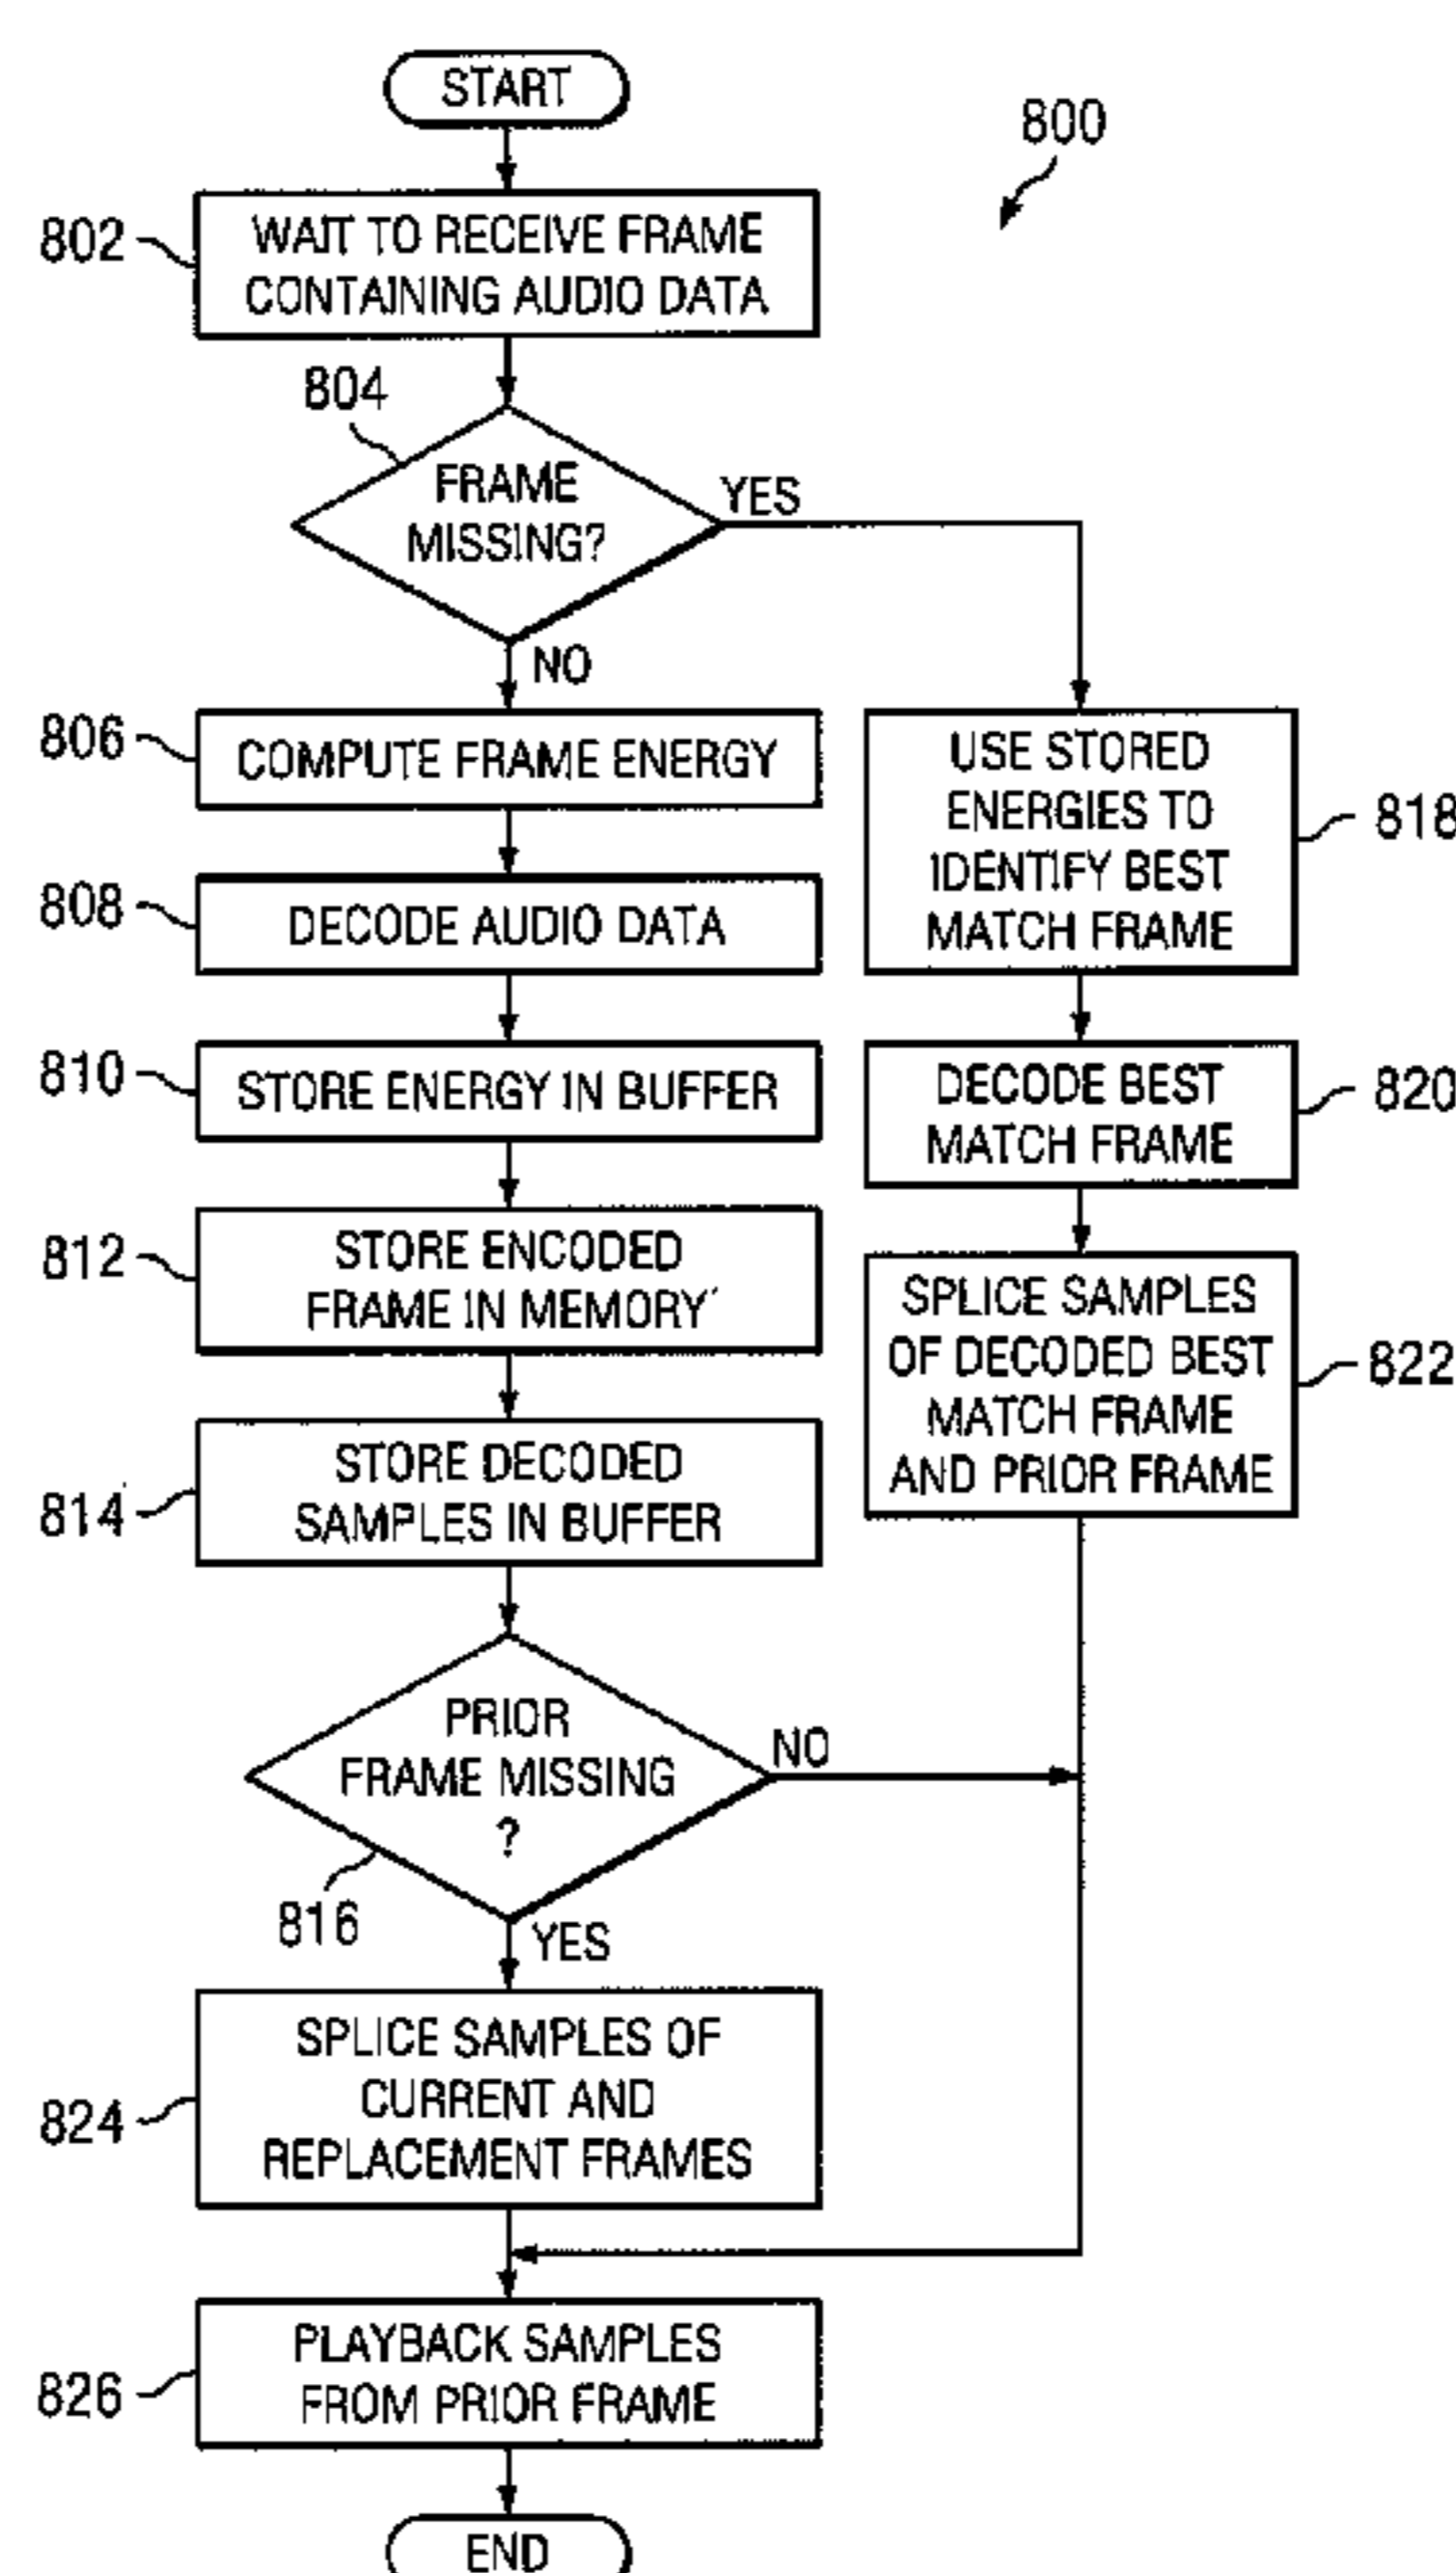 START
800
802
WAIT TO RECEIVE FRAME
CONTAINING AUDIO DATA
804
FRAME
MISSING?
YES
NO
806
COMPUTE FRAME ENERGY
USE STORED
ENERGIES TO
IDENTIFY BEST
MATCH FRAME
818
808
DECODE AUDIO DATA
810
STORE ENERGY IN BUFFER
DECODE BEST
MATCH FRAME
820
812
STORE ENCODED
FRAME IN MEMORY
SPLICE SAMPLES
OF DECODED BEST
MATCH FRAME
AND PRIOR FRAME
822
814
STORE DECODED
SAMPLES IN BUFFER
PRIOR
FRAME MISSING
?
NO
816
YES
824
SPLICE SAMPLES OF
CURRENT AND
REPLACEMENT FRAMES
826
PLAYBACK SAMPLES
FROM PRIOR FRAME
END